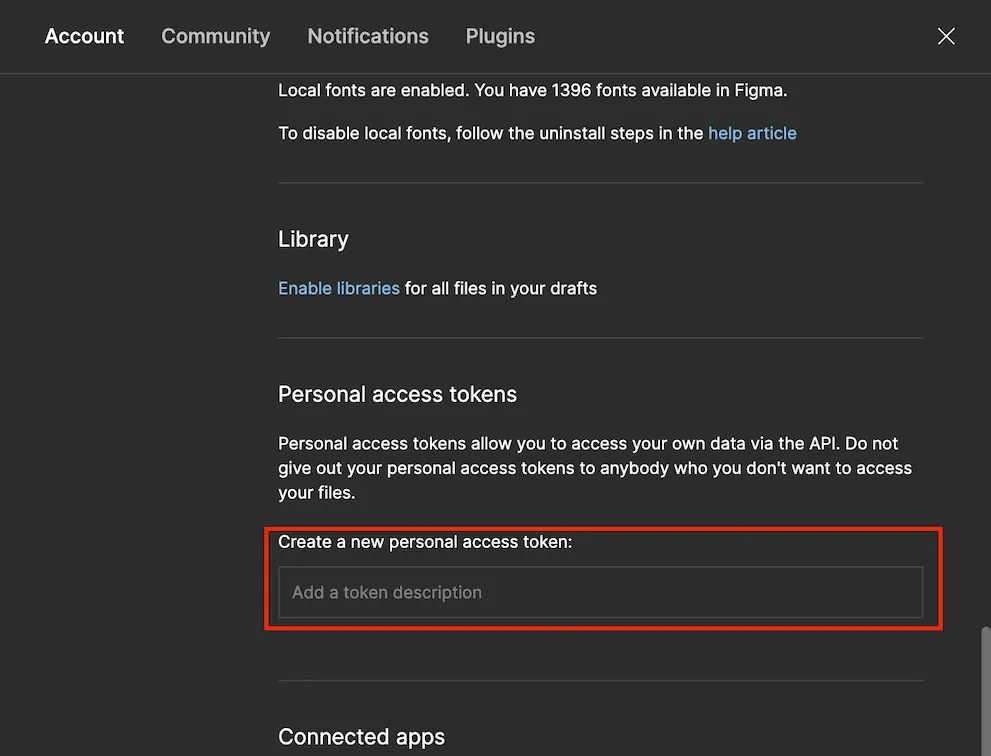 Account Community Notifications Plugins
Local fonts are enabled. You have 1396 fonts available in Figma.
To disable local fonts, follow the uninstall steps in the help article
Library
Enable libraries for all files in your drafts
Personal access tokens
Personal access tokens allow you to access your own data via the API. Do not
give out your personal access tokens to anybody who you don't want to access
your files.
Create a new personal access token:
Add a token description
Connected apps